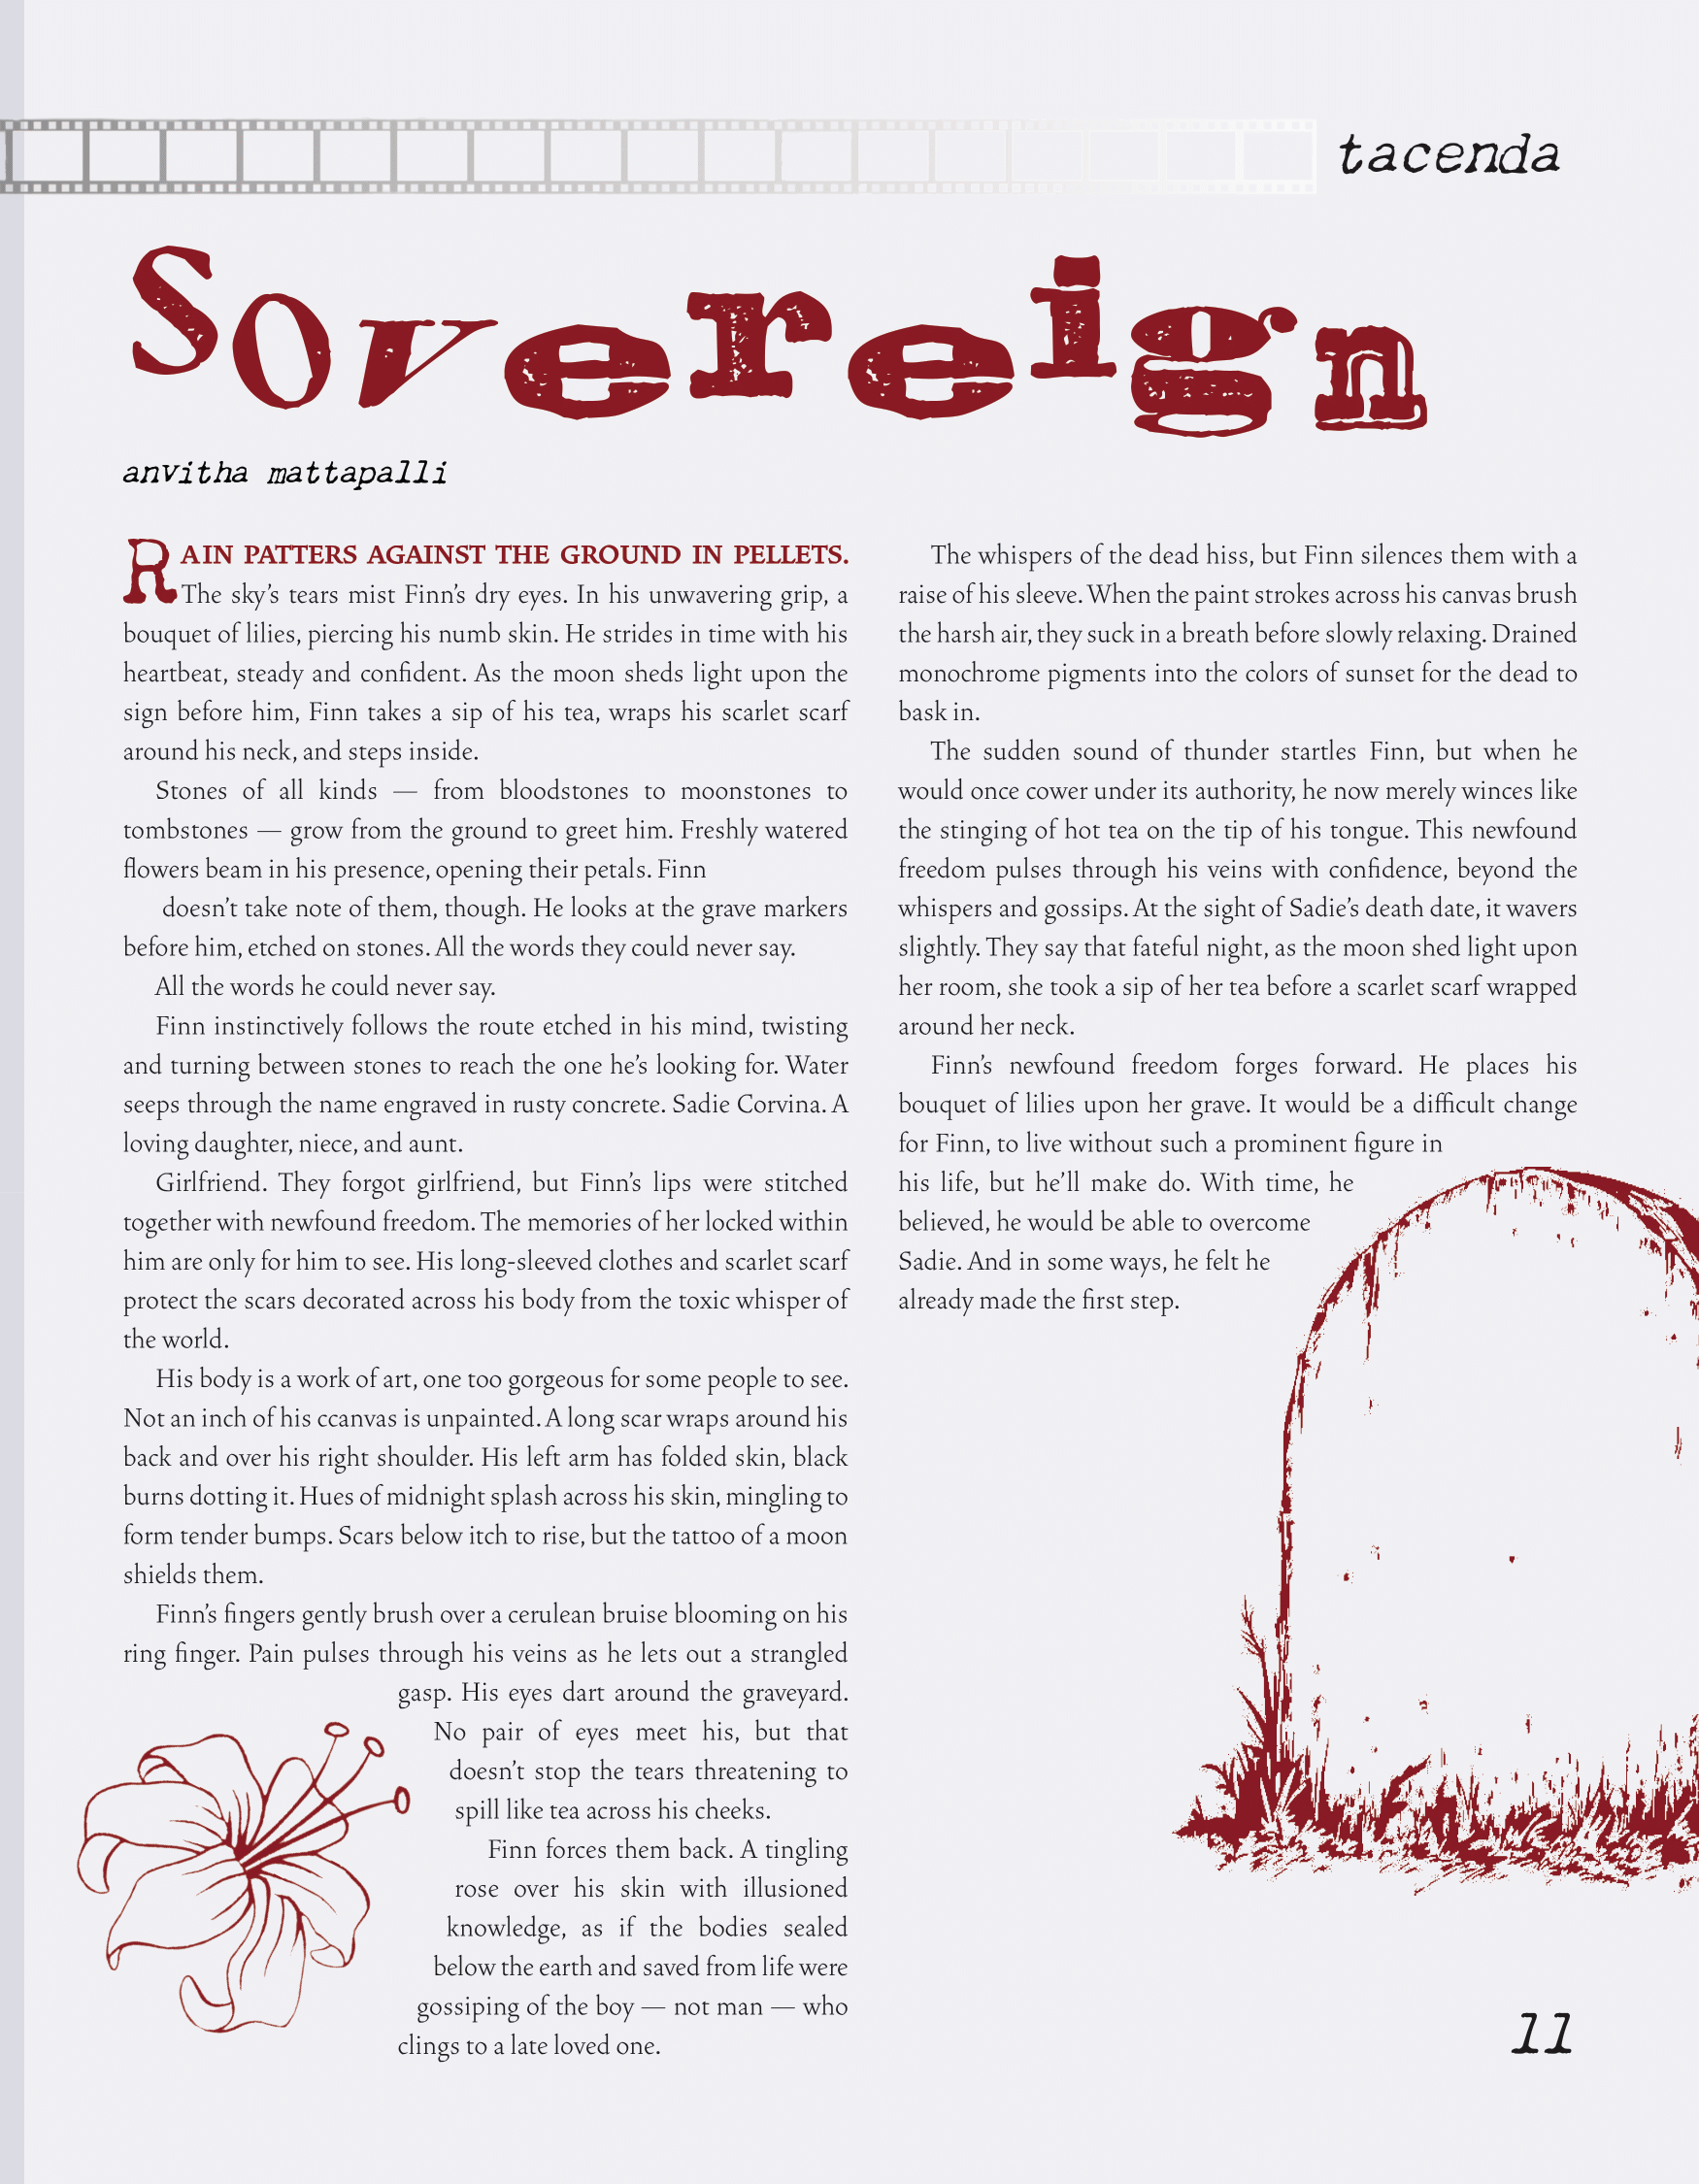 tacenda
Sovereign
anvitha mattapalli
RAIN PATTERS AGAINST THE GROUND IN PELLETS.
The sky's tears mist Finn's dry eyes. In his unwavering grip, a
bouquet of lilies, piercing his numb skin. He strides in time with his
heartbeat, steady and confident. As the moon sheds light upon the
sign before him, Finn takes a sip of his tea, wraps his scarlet scarf
around his neck, and steps inside.
Stones of all kinds — from bloodstones to moonstones to
tombstones — grow from the ground to greet him. Freshly watered
flowers beam in his presence, opening their petals. Finn
doesn't take note of them, though. He looks at the grave markers
before him, etched on stones. All the words they could never say.
All the words he could never say.
Finn instinctively follows the route etched in his mind, twisting
and turning between stones to reach the one he's looking for. Water
seeps through the name engraved in rusty concrete. Sadie Corvina. A
loving daughter, niece, and aunt.
Girlfriend. They forgot girlfriend, but Finn's lips were stitched
together with newfound freedom. The memories of her locked within
him are only for him to see. His long-sleeved clothes and scarlet scarf
protect the scars decorated across his body from the toxic whisper of
the world.
His body is a work of art, one too gorgeous for some people to see.
Not an inch of his ccanvas is unpainted. A long scar wraps around his
back and over his right shoulder. His left arm has folded skin, black
burns dotting it. Hues of midnight splash across his skin, mingling to
form tender bumps. Scars below itch to rise, but the tattoo of a moon
shields them.
Finn's fingers gently brush over a cerulean bruise blooming on his
ring finger. Pain pulses through his veins as he lets out a strangled
gasp. His eyes dart around the graveyard.
No pair of eyes meet his, but that
doesn't stop the tears threatening to
spill like tea across his cheeks.
Finn forces them back. A tingling
rose over his skin with illusioned
knowledge, as if the bodies sealed
below the earth and saved from life were
gossiping of the boy — not man — who
clings to a late loved one.
The whispers of the dead hiss, but Finn silences them with a
raise of his sleeve. When the paint strokes across his canvas brush
the harsh air, they suck in a breath before slowly relaxing. Drained
monochrome pigments into the colors of sunset for the dead to
bask in.
The sudden sound of thunder startles Finn, but when he
would once cower under its authority, he now merely winces like
the stinging of hot tea on the tip of his tongue. This newfound
freedom pulses through his veins with confidence, beyond the
whispers and gossips. At the sight of Sadie's death date, it wavers
slightly. They say that fateful night, as the moon shed light upon
her room, she took a sip of her tea before a scarlet scarf wrapped
around her neck.
Finn's newfound freedom forges forward. He places his
bouquet of lilies upon her grave. It would be a difficult change
for Finn, to live without such a prominent figure in
his life, but he'll make do. With time, he
believed, he would be able to overcome
Sadie. And in some ways, he felt he
already made the first step.
11